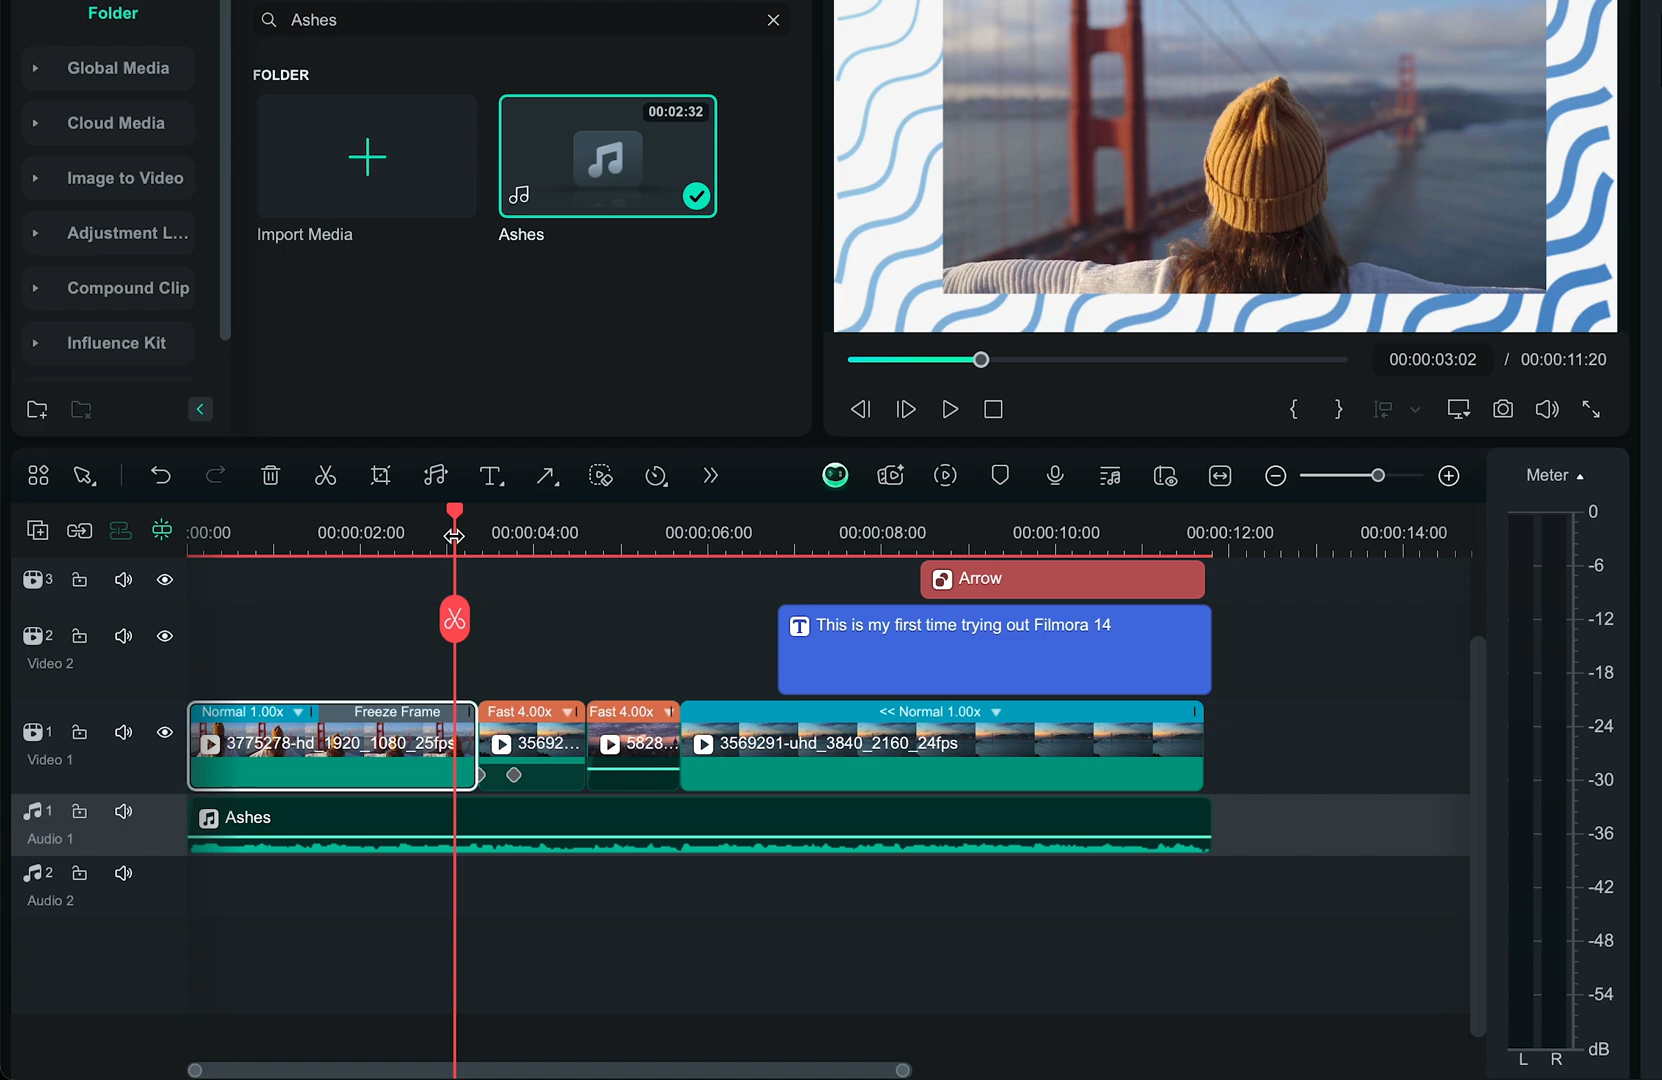 Folder
Global Media
Cloud Media
Image to Video
Adjustment L...
Compound Clip
Influence Kit
Ashes
FOLDER
00:02:32
Import Media
Ashes
00:00:03:02 / 00:00:11:20
Meter
:00:00 00:00:02:00 00:00:04:00 00:00:06:00 00:00:08:00 00:00:10:00 00:00:12:00 00:00:14:00
3
Arrow
2
Video 2
This is my first time trying out Filmora 14
Normal 1.00x Freeze Frame Fast 4.00x Fast 4.00x << Normal 1.00x
1
3775278-hd_1920_1080_25fps 35692... 5828... 3569291-uhd_3840_2160_24fps
Video 1
1
Ashes
Audio 1
2
Audio 2
0
-6
-12
-18
-24
-30
-36
-42
-48
-54
dB
L R